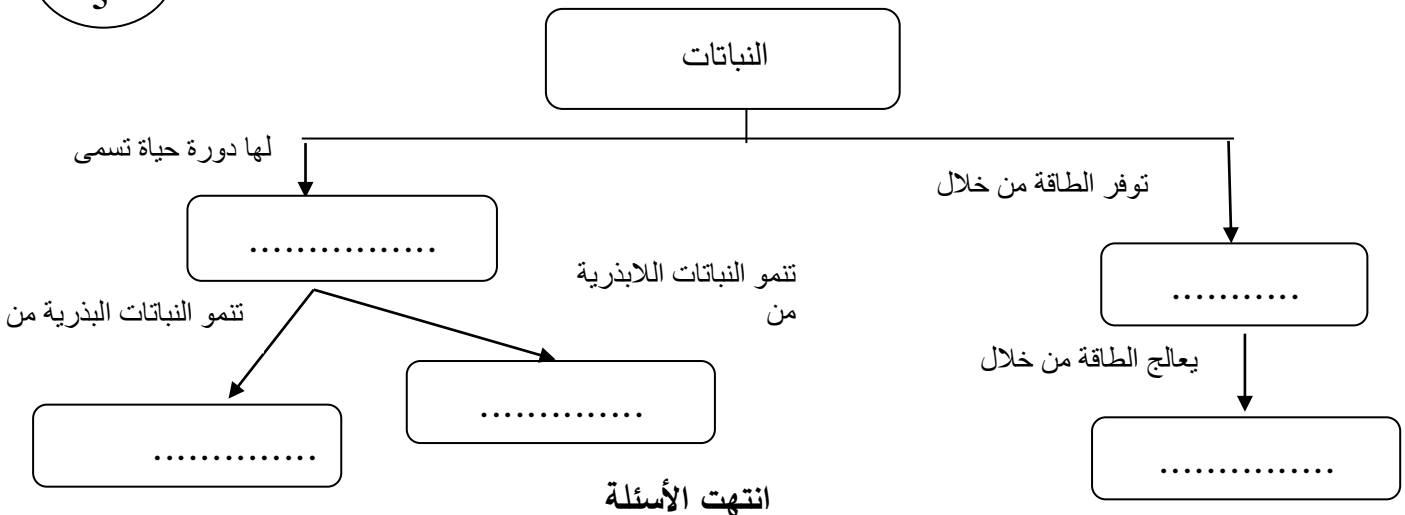 5
النباتات
لها دورة حياة تسمى
توفر الطاقة من خلال
................
...........
تنمو النباتات اللابذرية
من
تنمو النباتات البذرية من
يعالج الطاقة من خلال
..............
..............
...............
انتهت الأسئلة